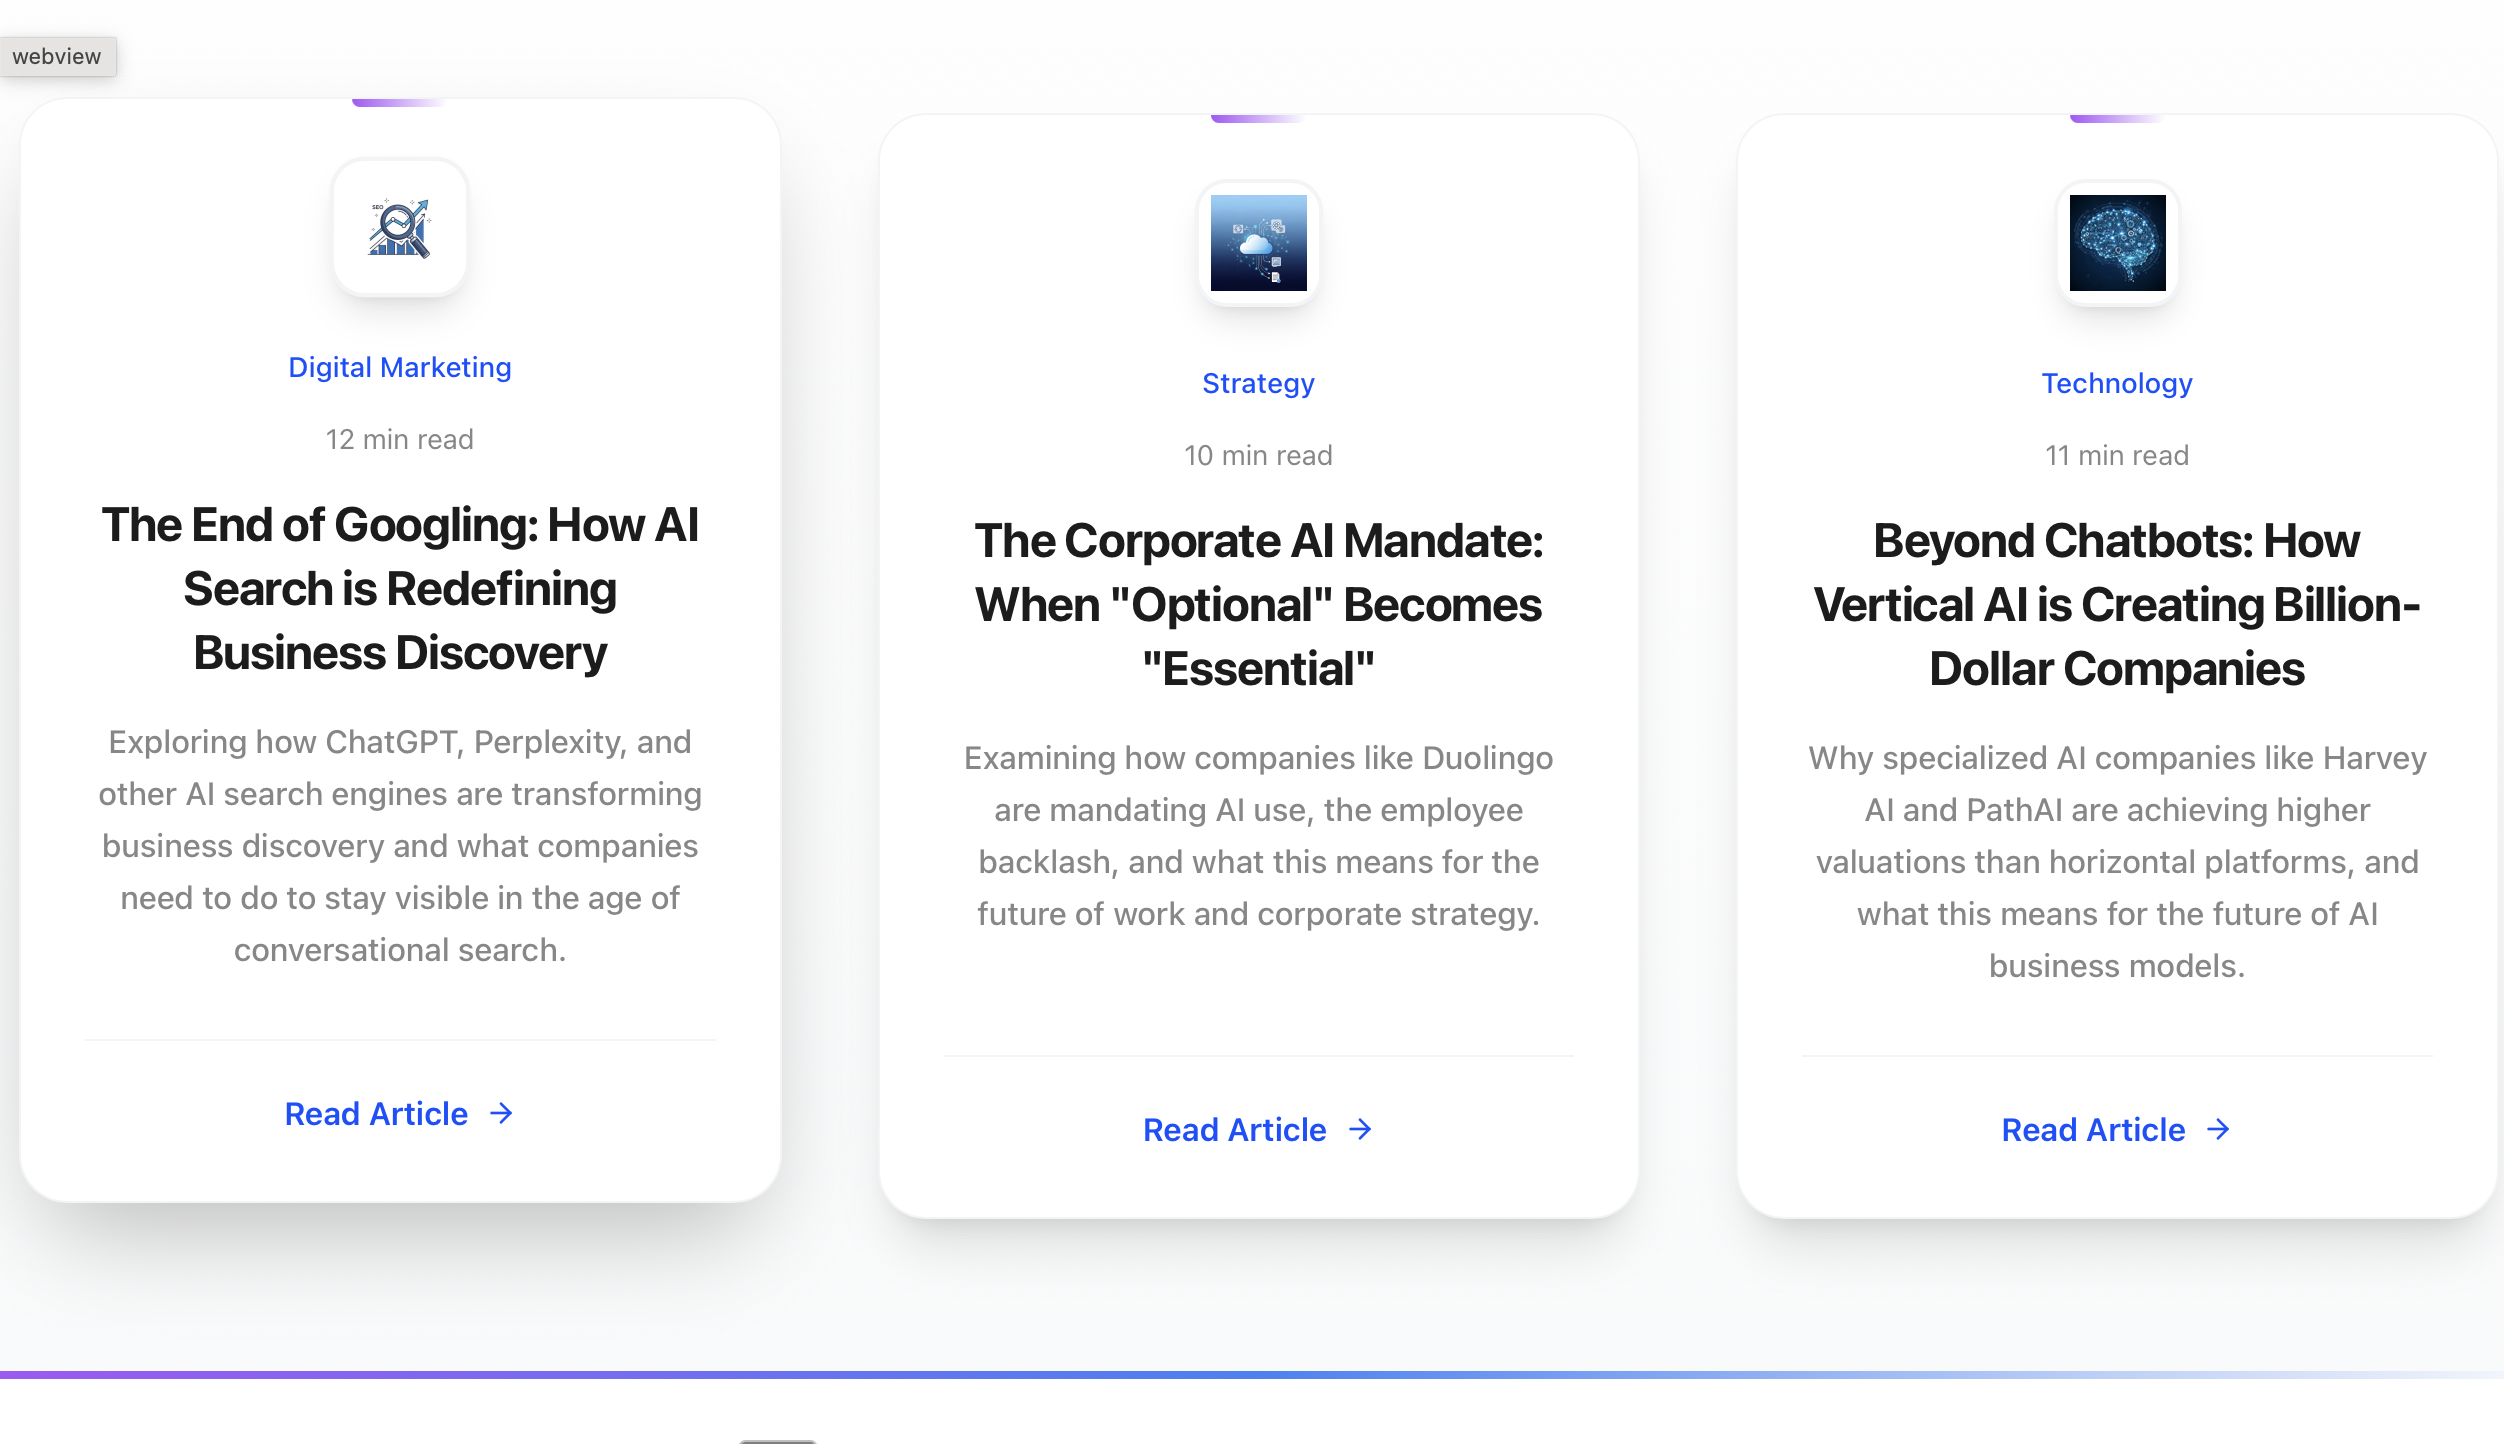 webview
SEO
Digital Marketing
12 min read
The End of Googling: How AI
Search is Redefining
Business Discovery
Exploring how ChatGPT, Perplexity, and
other AI search engines are transforming
business discovery and what companies
need to do to stay visible in the age of
conversational search.
Read Article
Strategy
10 min read
The Corporate AI Mandate:
When "Optional" Becomes
"Essential"
Examining how companies like Duolingo
are mandating AI use, the employee
backlash, and what this means for the
future of work and corporate strategy.
Read Article
Technology
11 min read
Beyond Chatbots: How
Vertical AI is Creating Billion-
Dollar Companies
Why specialized AI companies like Harvey
AI and PathAI are achieving higher
valuations than horizontal platforms, and
what this means for the future of AI
business models.
Read Article